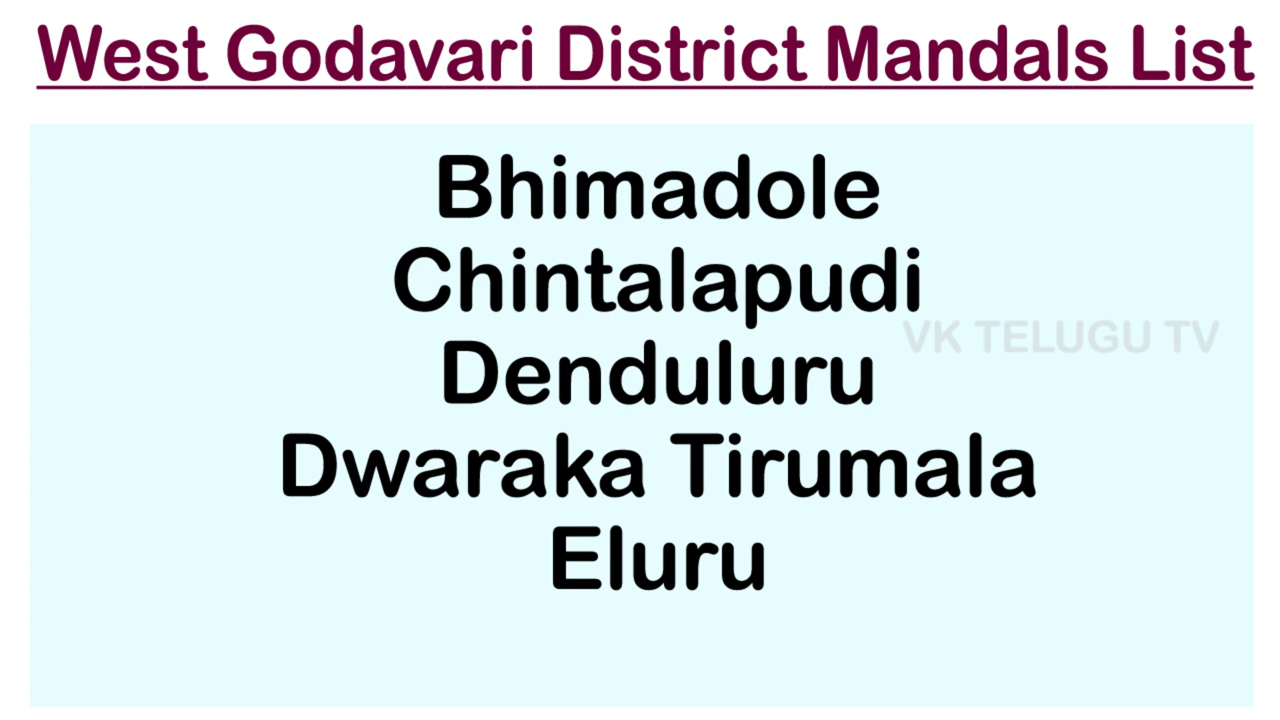 West Godavari District Mandals List
Bhimadole
Chintalapudi
VK TELUGU TV
Denduluru
Dwaraka Tirumala
Eluru